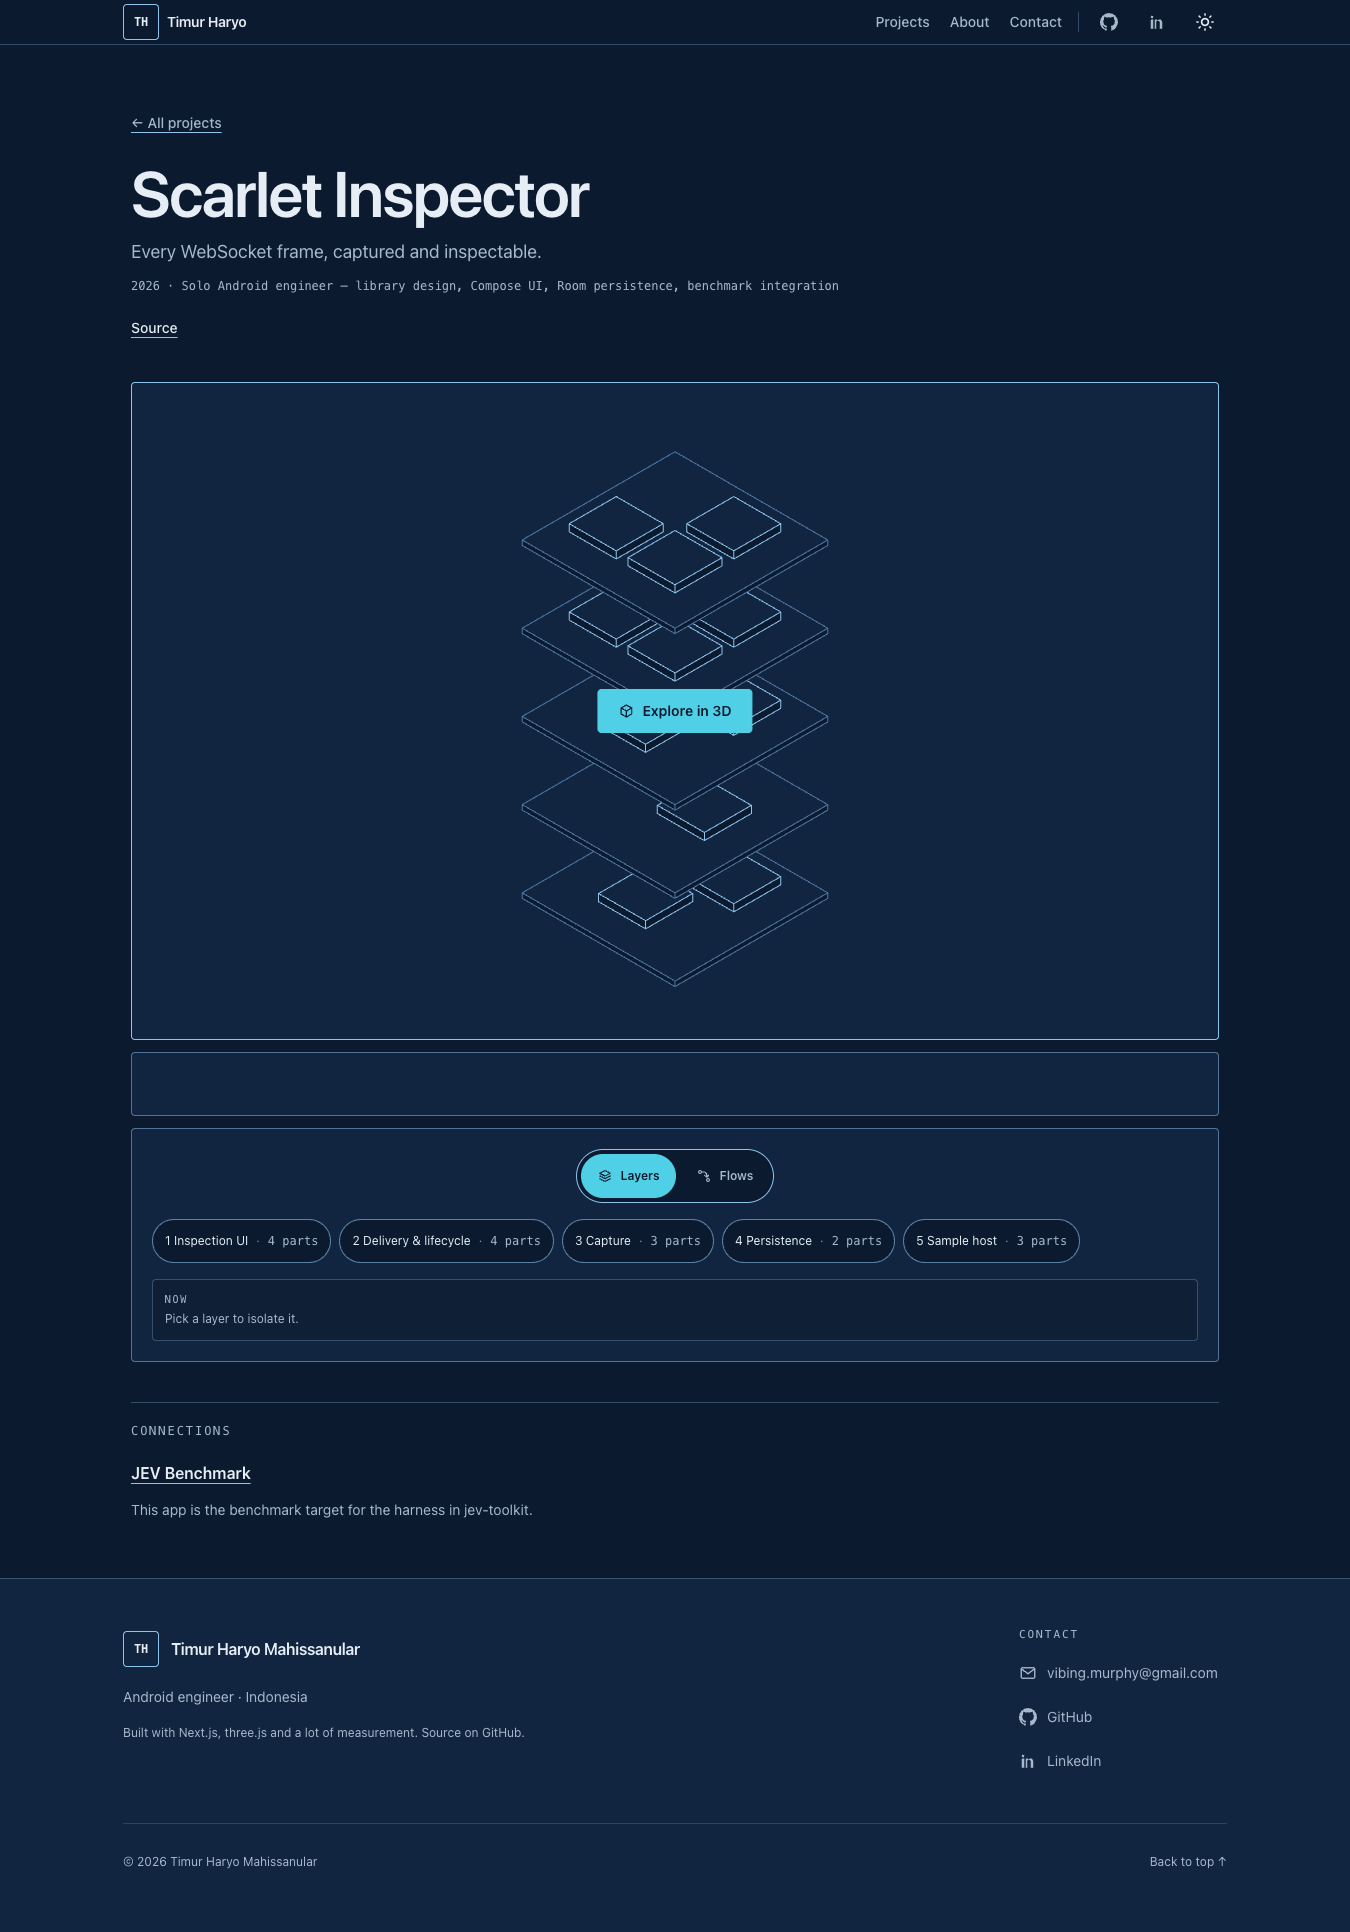 TH Timur Haryo
Projects About Contact
← All projects
Scarlet Inspector
Every WebSocket frame, captured and inspectable.
2026 · Solo Android engineer — library design, Compose UI, Room persistence, benchmark integration
Source
Explore in 3D
Layers Flows
1 Inspection UI · 4 parts 2 Delivery & lifecycle · 4 parts 3 Capture · 3 parts 4 Persistence · 2 parts 5 Sample host · 3 parts
NOW
Pick a layer to isolate it.
CONNECTIONS
JEV Benchmark
This app is the benchmark target for the harness in jev-toolkit.
TH Timur Haryo Mahissanular
Android engineer · Indonesia
Built with Next.js, three.js and a lot of measurement. Source on GitHub.
CONTACT
vibing.murphy@gmail.com
GitHub
LinkedIn
© 2026 Timur Haryo Mahissanular
Back to top ↑